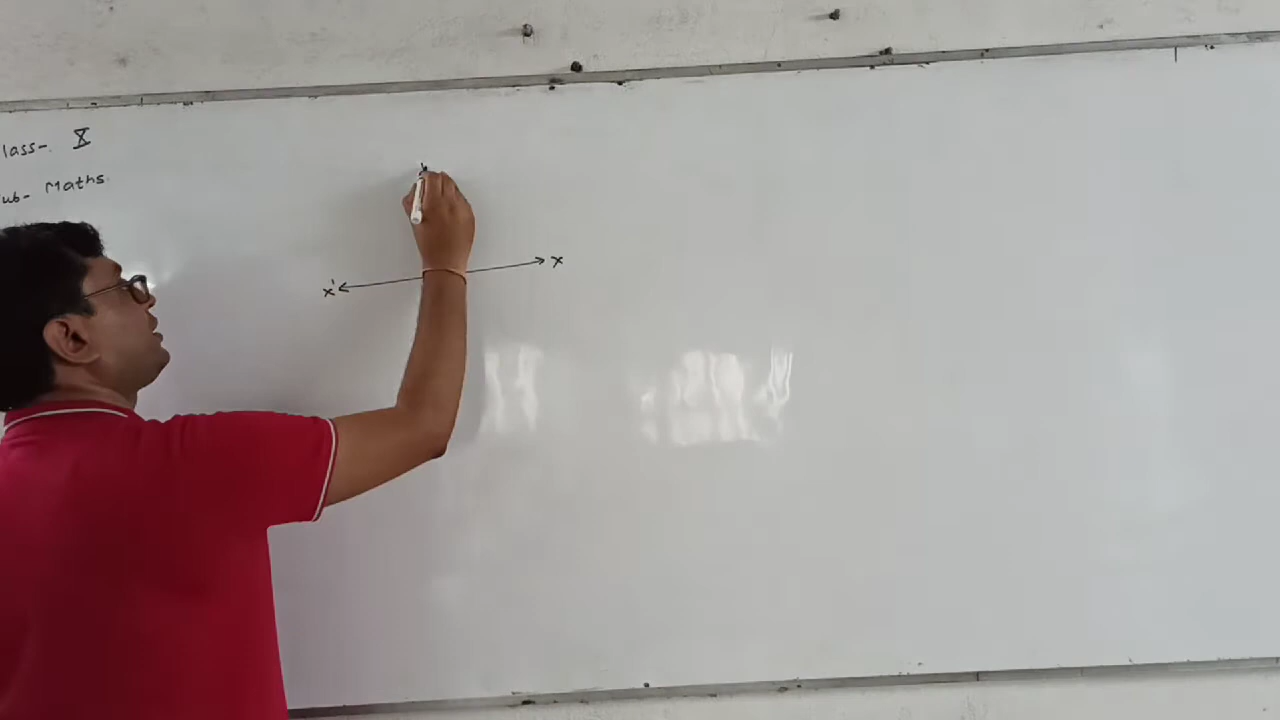 lass- X
ub- Maths.
x' x